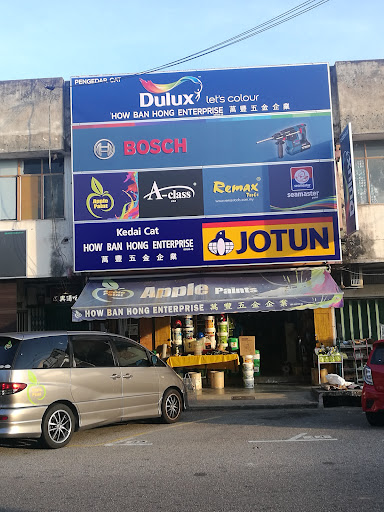 PENGEDAR CAT
Dulux let's colour
HOW BAN HONG ENTERPRISE 萬豐五金企業
BOSCH
Apple Paints
A-class
Remax
SEAMASTER
Kedai Cat
HOW BAN HONG ENTERPRISE
萬豐五金企業
JOTUN
Apple Paints
HOW BAN HONG ENTERPRISE 萬豐五金企業